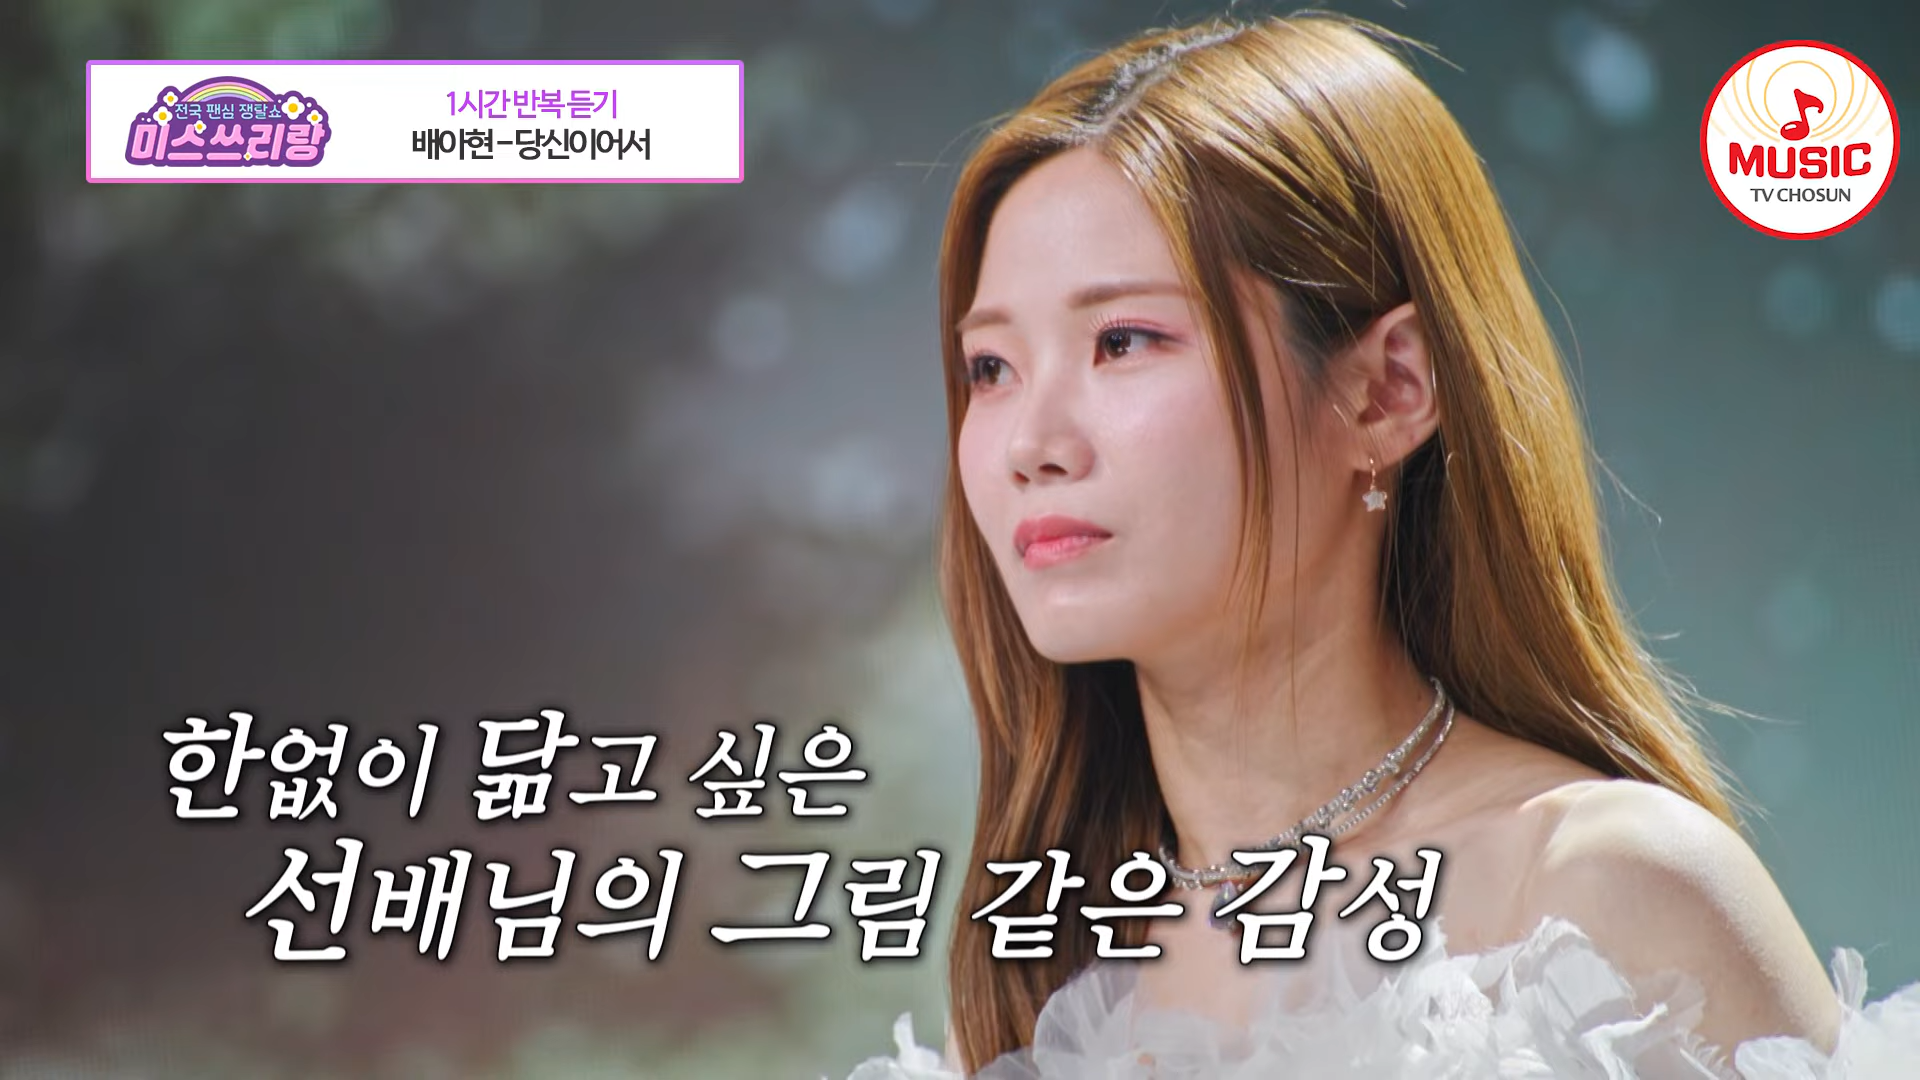 전국 팬심 쟁탈쇼
미스쓰리랑
1시간 반복 듣기
배아현-당신이어서
MUSIC
TV CHOSUN
한없이 닮고 싶은
선배님의 그림 같은 감성